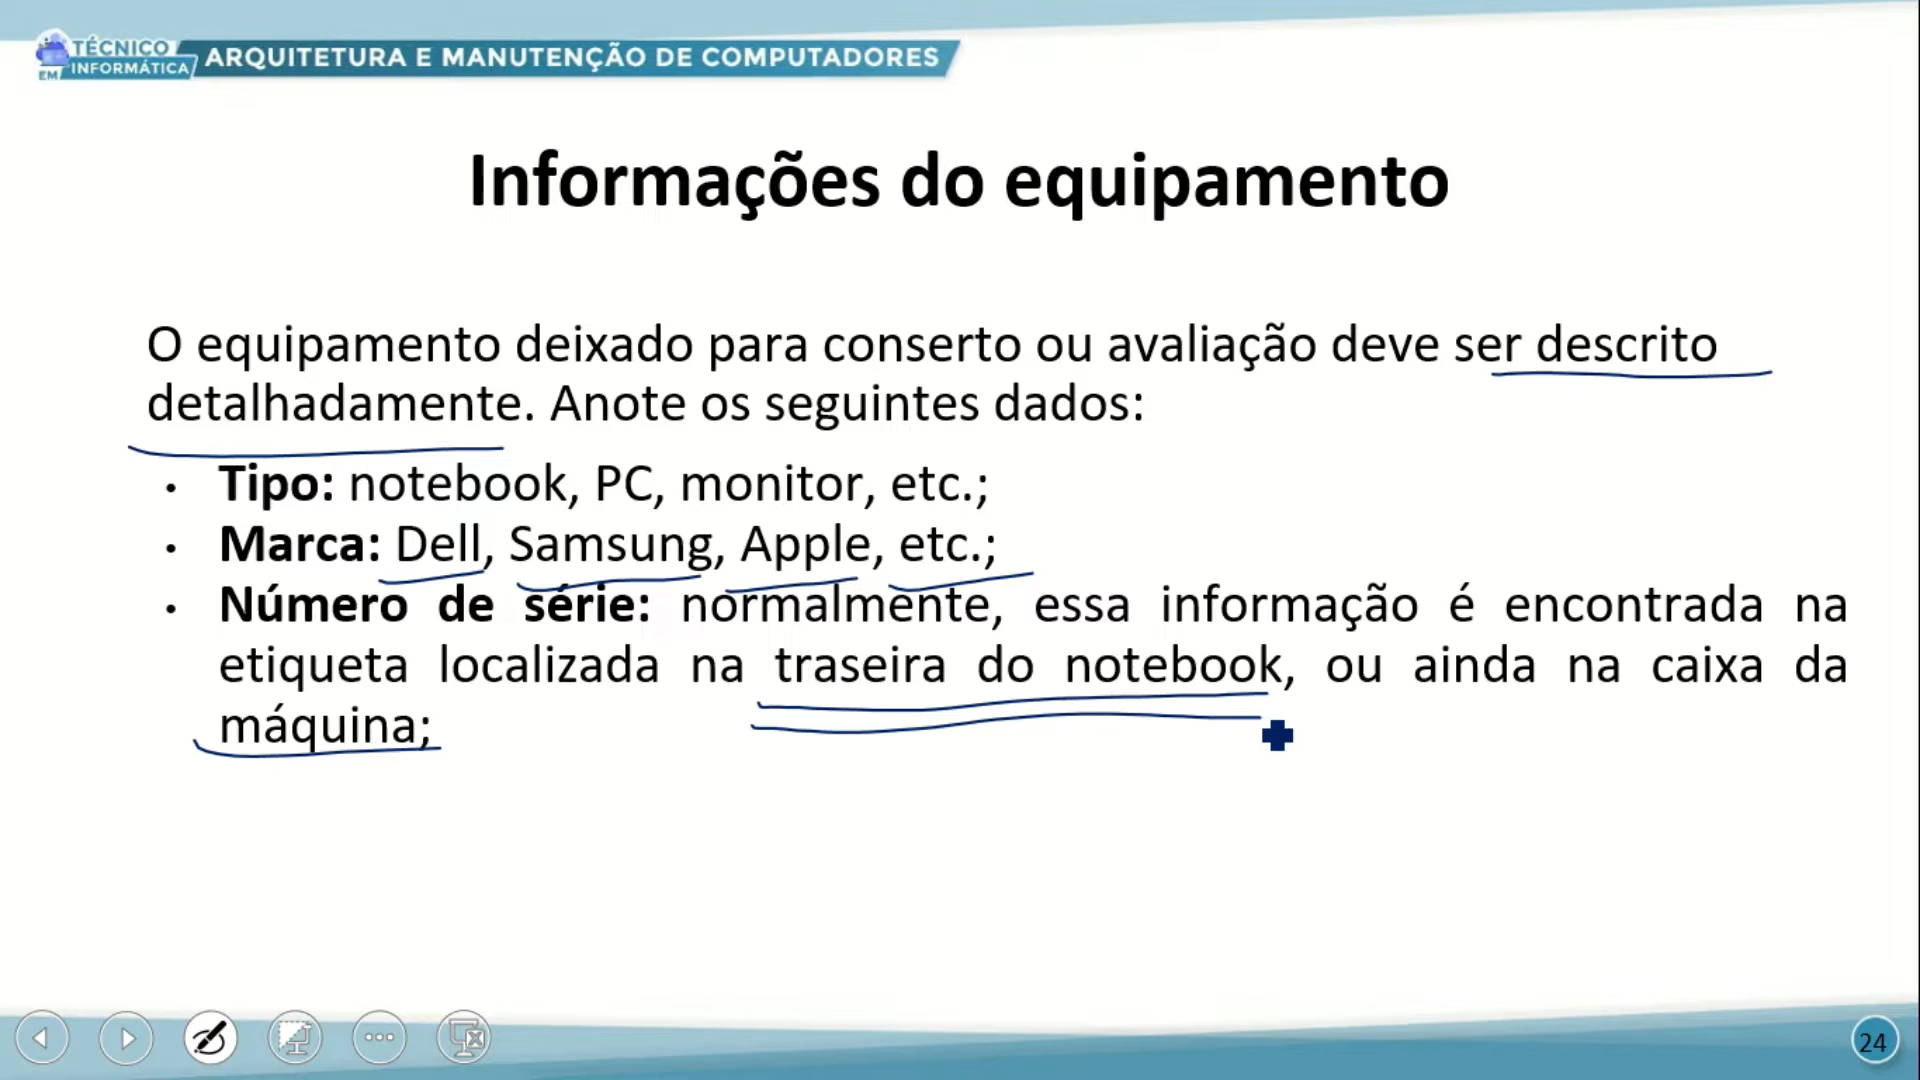 TÉCNICO
EM INFORMÁTICA
ARQUITETURA E MANUTENÇÃO DE COMPUTADORES
Informações do equipamento
O equipamento deixado para conserto ou avaliação deve ser descrito
detalhadamente. Anote os seguintes dados:
• Tipo: notebook, PC, monitor, etc.;
• Marca: Dell, Samsung, Apple, etc.;
• Número de série: normalmente, essa informação é encontrada na
etiqueta localizada na traseira do notebook, ou ainda na caixa da
máquina;
24